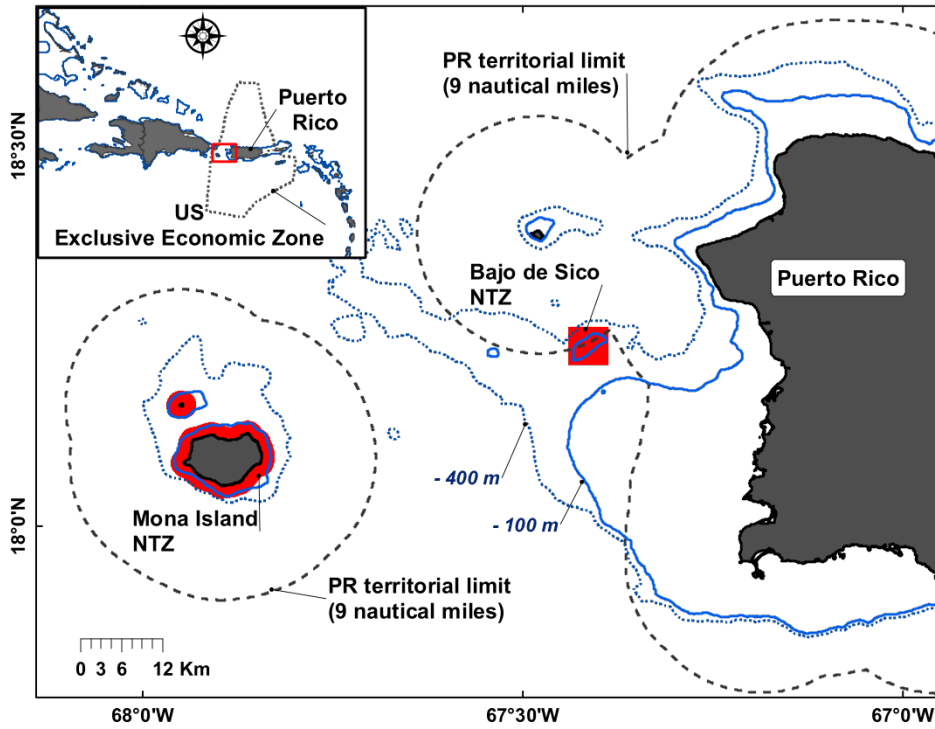 PR territorial limit
(9 nautical miles)
Puerto
Rico
18°30'N
US
Exclusive Economic Zone
Bajo de Sico
NTZ
Puerto Rico
- 400 m
- 100 m
Mona Island
NTZ
18°0'N
PR territorial limit
(9 nautical miles)
0 3 6 12 Km
68°0'W
67°30'W
67°0'W